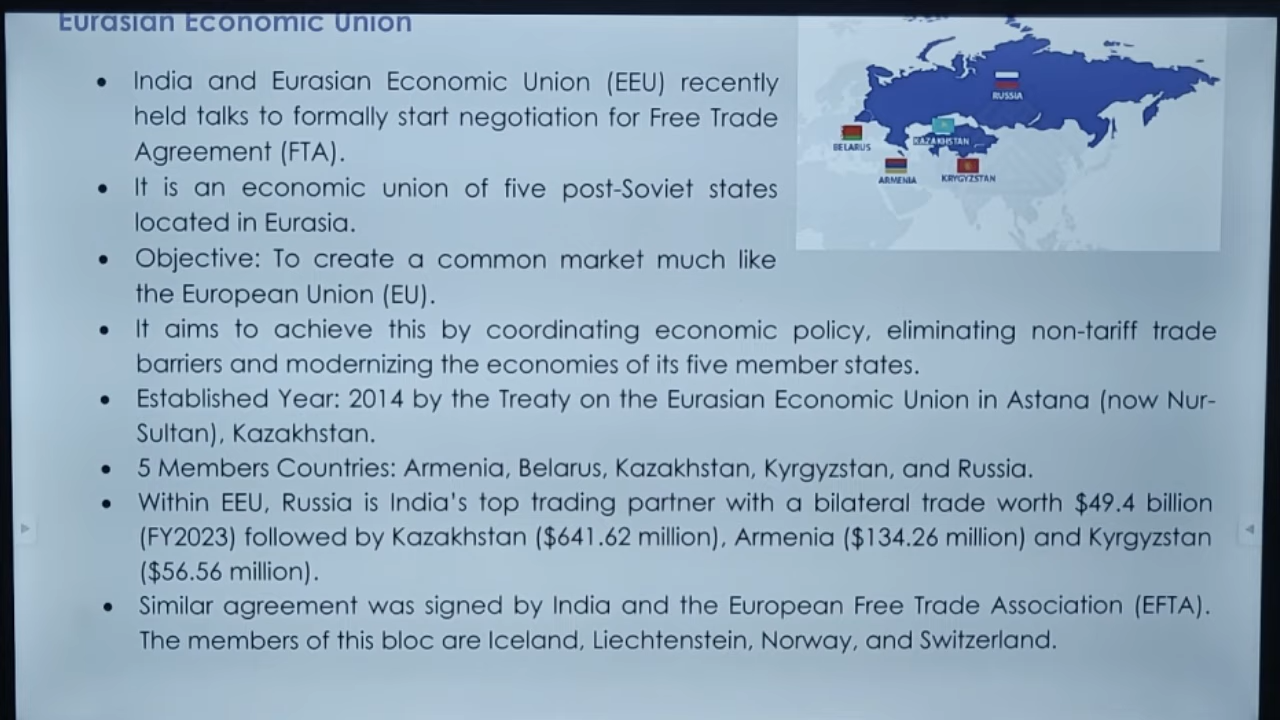 Eurasian Economic Union
• India and Eurasian Economic Union (EEU) recently
held talks to formally start negotiation for Free Trade
Agreement (FTA).
• It is an economic union of five post-Soviet states
located in Eurasia.
• Objective: To create a common market much like
the European Union (EU).
• It aims to achieve this by coordinating economic policy, eliminating non-tariff trade
barriers and modernizing the economies of its five member states.
• Established Year: 2014 by the Treaty on the Eurasian Economic Union in Astana (now Nur-
Sultan), Kazakhstan.
• 5 Members Countries: Armenia, Belarus, Kazakhstan, Kyrgyzstan, and Russia.
• Within EEU, Russia is India's top trading partner with a bilateral trade worth $49.4 billion
(FY2023) followed by Kazakhstan ($641.62 million), Armenia ($134.26 million) and Kyrgyzstan
($56.56 million).
• Similar agreement was signed by India and the European Free Trade Association (EFTA).
The members of this bloc are Iceland, Liechtenstein, Norway, and Switzerland.
RUSSIA
BELARUS
KAZAKHSTAN
ARMENIA
KRYGYZSTAN